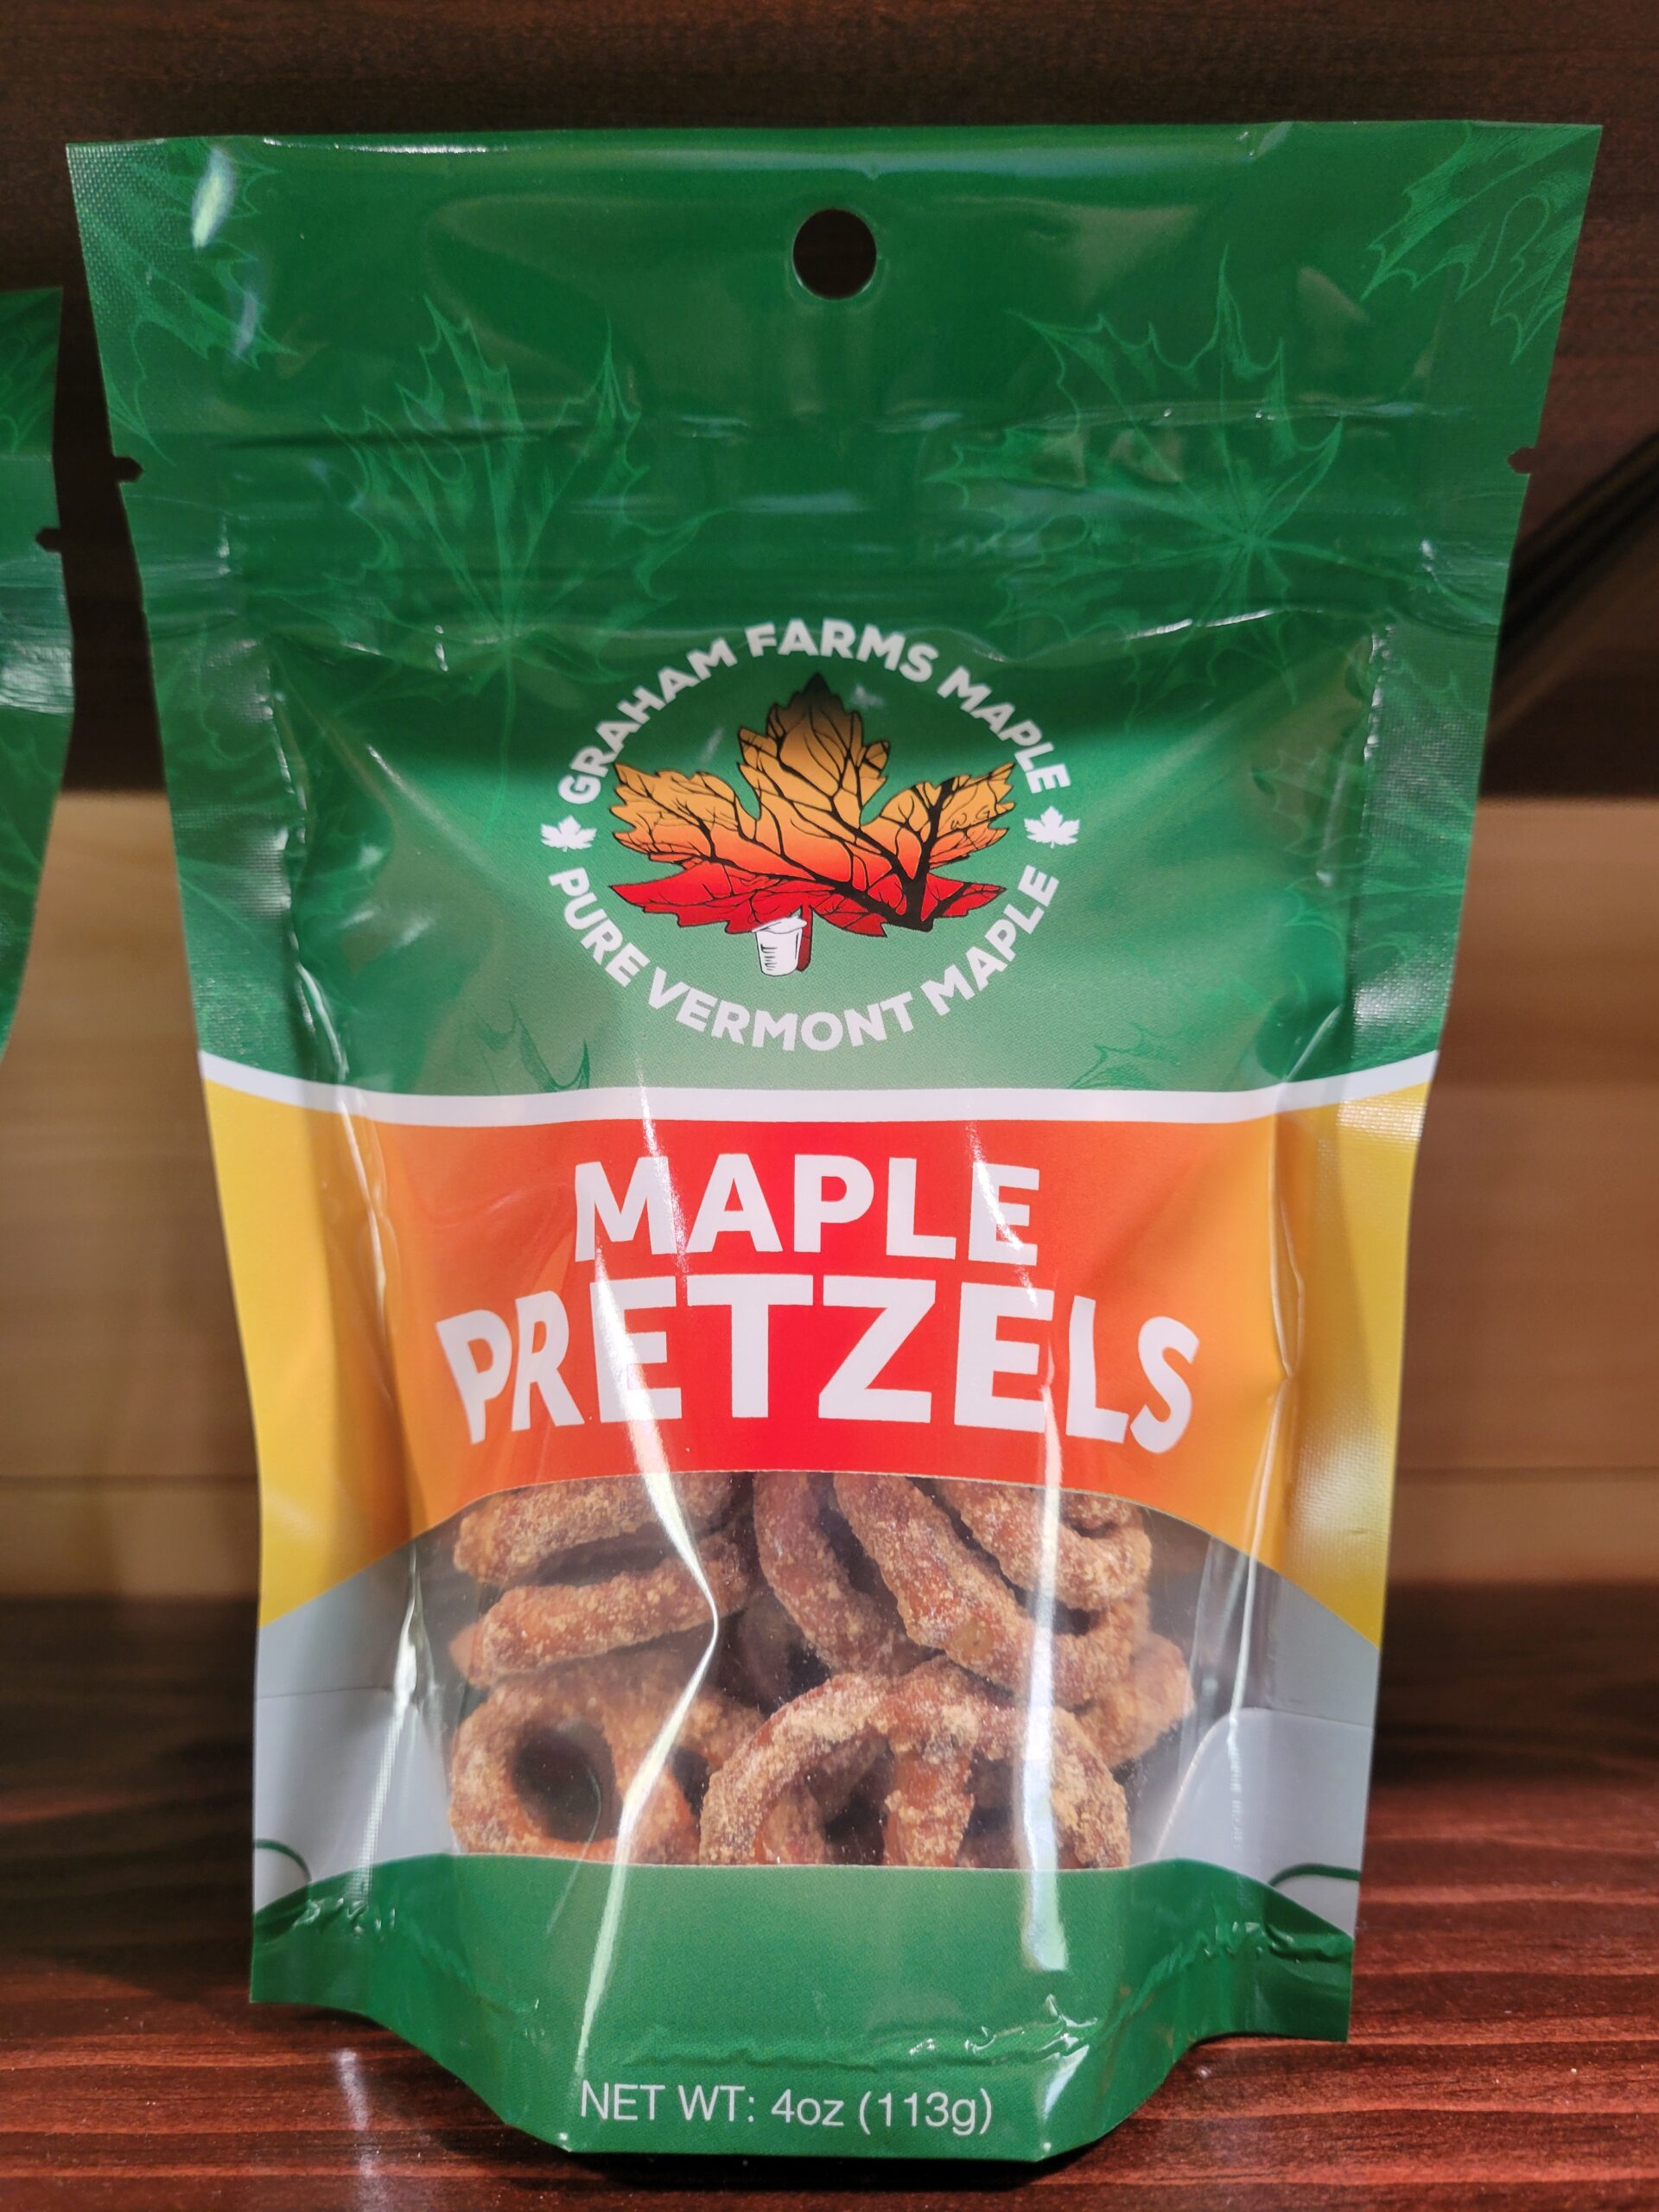 GRAHAM FARMS MAPLE
PURE VERMONT MAPLE
W.G.
MAPLE
PRETZELS
NET WT: 4oz (113g)